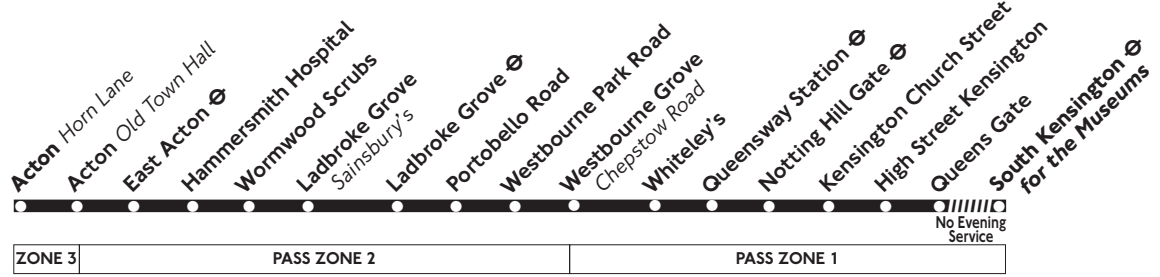 Acton Horn Lane
Acton Old Town Hall
East Acton
Hammersmith Hospital
Wormwood Scrubs
Ladbroke Grove
Sainsbury's
Ladbroke Grove
Portobello Road
Westbourne Park Road
Westbourne Grove
Chepstow Road
Whiteley's
Queensway Station
Notting Hill Gate
Kensington Church Street
High Street Kensington
Queens Gate
South Kensington
for the Museums
No Evening
Service
ZONE 3
PASS ZONE 2
PASS ZONE 1